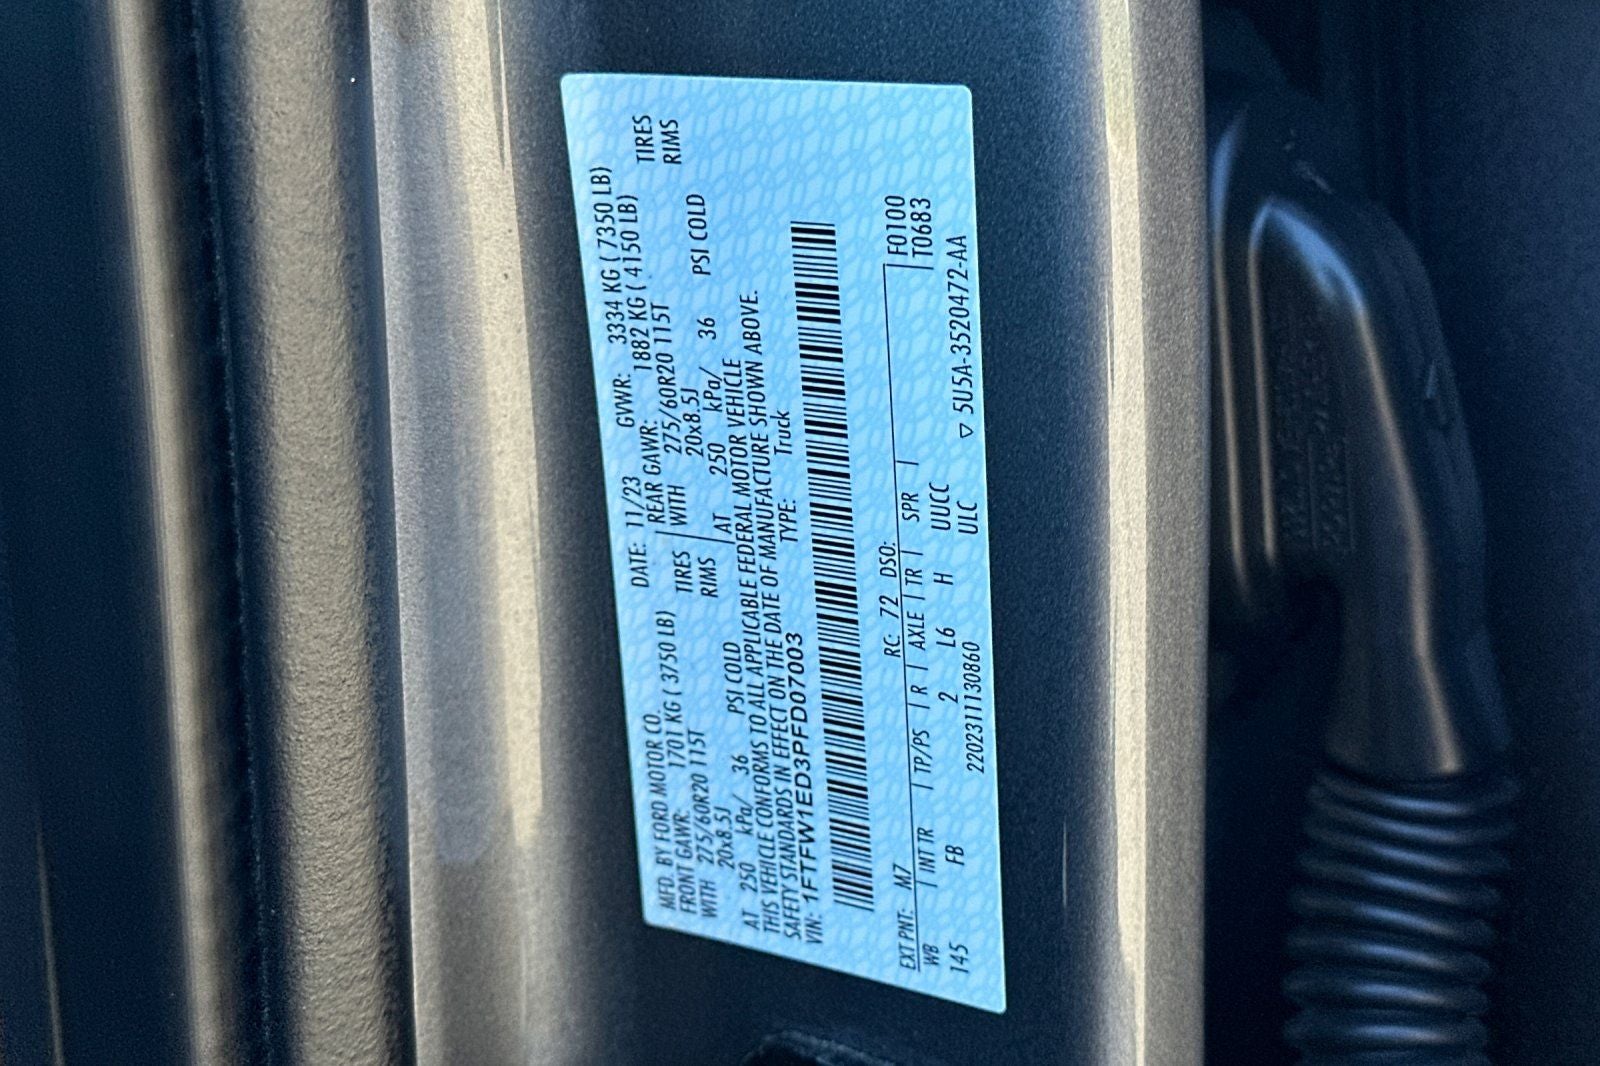 MFD. BY FORD MOTOR CO.
DATE: 11/23 GVWR: 3334 KG ( 7350 LB)
FRONT GAWR: 1701 KG ( 3750 LB) REAR GAWR: 1882 KG ( 4150 LB)
WITH 275/60R20 115T TIRES WITH 275/60R20 115T TIRES
20x8.5J RIMS 20x8.5J RIMS
AT 250 kPa/ 36 PSI COLD AT 250 kPa/ 36 PSI COLD
THIS VEHICLE CONFORMS TO ALL APPLICABLE FEDERAL MOTOR VEHICLE
SAFETY STANDARDS IN EFFECT ON THE DATE OF MANUFACTURE SHOWN ABOVE.
VIN: 1FTFW1ED3PFD07003 TYPE: Truck
F0100
T0683
EXT PNT: M7 RC: 72 DSO:
WB INT TR TP/PS R AXLE TR SPR
145 FB 2 L6 H UUCC
2202311130860 ULC ▽ 5U5A-3520472-AA